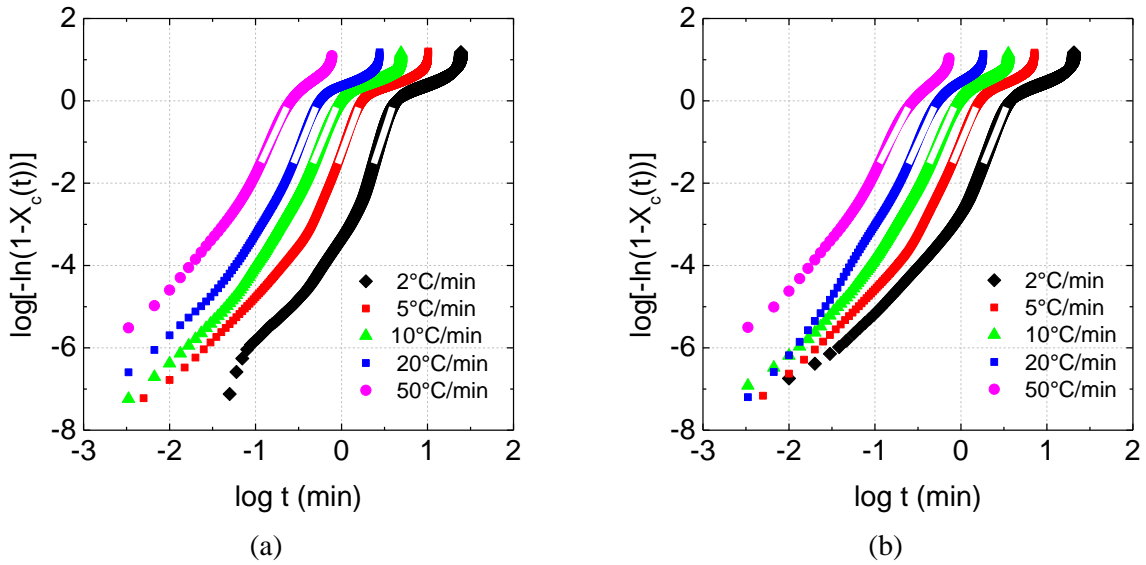 2
0
-2
-4
-6
-8
-3 -2 -1 0 1 2
log[-ln(1-X_c(t))]
log t (min)
2°C/min
5°C/min
10°C/min
20°C/min
50°C/min
(a)
2
0
-2
-4
-6
-8
-3 -2 -1 0 1 2
log[-ln(1-X_c(t))]
log t (min)
2°C/min
5°C/min
10°C/min
20°C/min
50°C/min
(b)